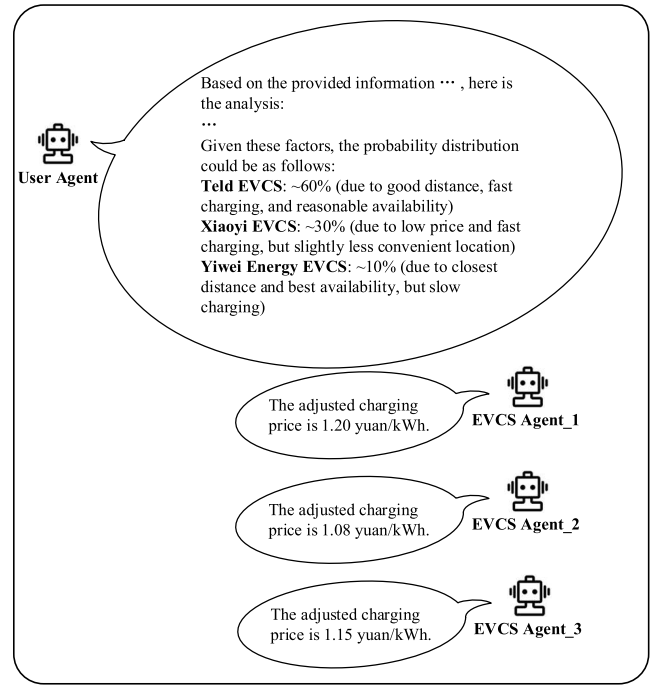 Based on the provided information ··· , here is
the analysis:
···
Given these factors, the probability distribution
could be as follows:
Teld EVCS: ~60% (due to good distance, fast
charging, and reasonable availability)
Xiaoyi EVCS: ~30% (due to low price and fast
charging, but slightly less convenient location)
Yiwei Energy EVCS: ~10% (due to closest
distance and best availability, but slow
charging)
User Agent
The adjusted charging
price is 1.20 yuan/kWh.
EVCS Agent_1
The adjusted charging
price is 1.08 yuan/kWh.
EVCS Agent_2
The adjusted charging
price is 1.15 yuan/kWh.
EVCS Agent_3